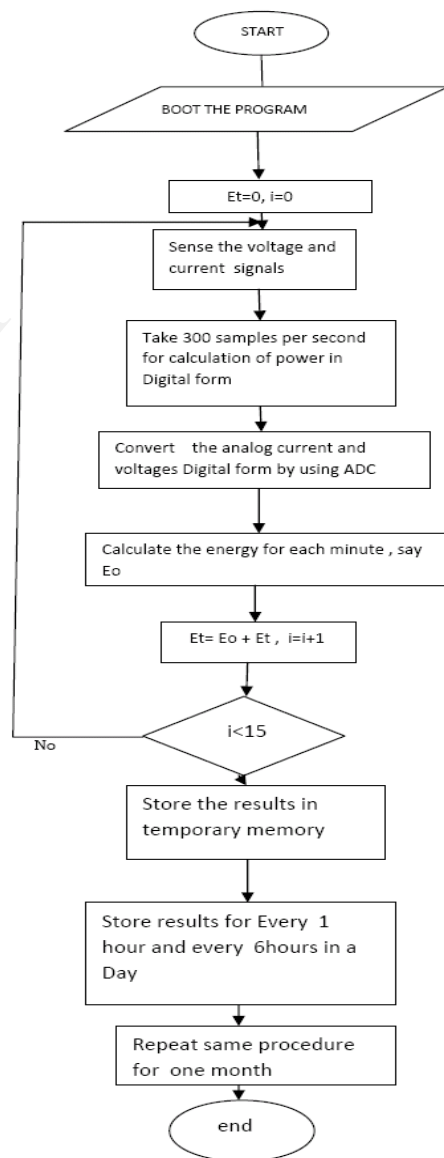 START
BOOT THE PROGRAM
Et=0, i=0
Sense the voltage and
current signals
Take 300 samples per second
for calculation of power in
Digital form
Convert the analog current and
voltages Digital form by using ADC
Calculate the energy for each minute , say
Eo
Et= Eo + Et , i=i+1
i<15
No
Store the results in
temporary memory
Store results for Every 1
hour and every 6hours in a
Day
Repeat same procedure
for one month
end